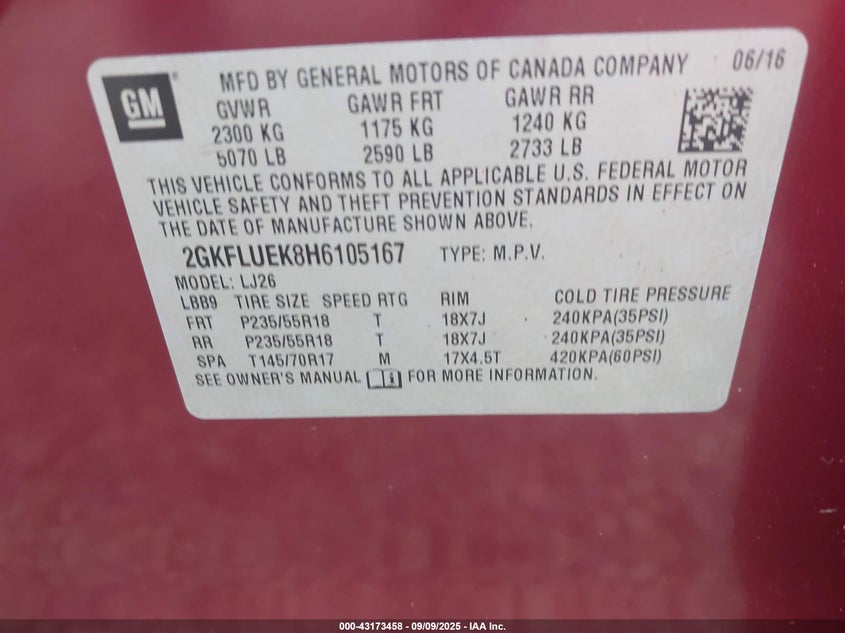 GM
MFD BY GENERAL MOTORS OF CANADA COMPANY 06/16
GVWR GAWR FRT GAWR RR
2300 KG 1175 KG 1240 KG
5070 LB 2590 LB 2733 LB
THIS VEHICLE CONFORMS TO ALL APPLICABLE U.S. FEDERAL MOTOR
VEHICLE SAFETY AND THEFT PREVENTION STANDARDS IN EFFECT ON
THE DATE OF MANUFACTURE SHOWN ABOVE.
2GKFLUEK8H6105167 TYPE: M.P.V.
MODEL: LJ26
LBB9 TIRE SIZE SPEED RTG RIM COLD TIRE PRESSURE
FRT P235/55R18 T 18X7J 240KPA(35PSI)
RR P235/55R18 T 18X7J 240KPA(35PSI)
SPA T145/70R17 M 17X4.5T 420KPA(60PSI)
SEE OWNER'S MANUAL FOR MORE INFORMATION.
000-43173458 - 09/09/2025 - IAA Inc.